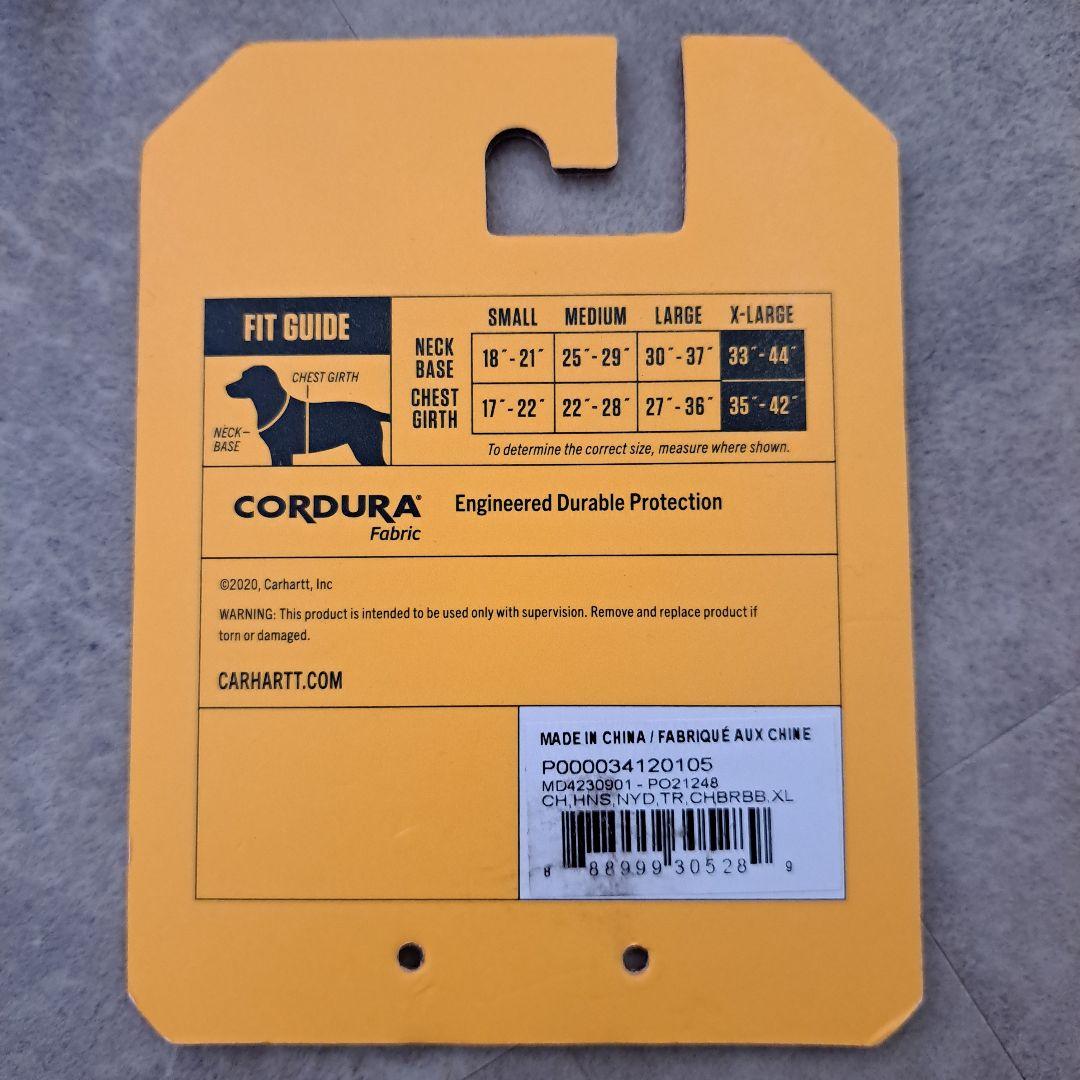 FIT GUIDE
SMALL MEDIUM LARGE X-LARGE
NECK BASE 18"-21" 25"-29" 30"-37" 33"-44"
CHEST GIRTH 17"-22" 22"-28" 27"-36" 35"-42"
CHEST GIRTH
NECK-
BASE
To determine the correct size, measure where shown.
CORDURA® Engineered Durable Protection
Fabric
©2020, Carhartt, Inc
WARNING: This product is intended to be used only with supervision. Remove and replace product if
torn or damaged.
CARHARTT.COM
MADE IN CHINA / FABRIQUÉ AUX CHINE
P000034120105
MD4230901 - PO21248
CH,HNS,NYD,TR,CHBRBB,XL
8 88999 30528 9